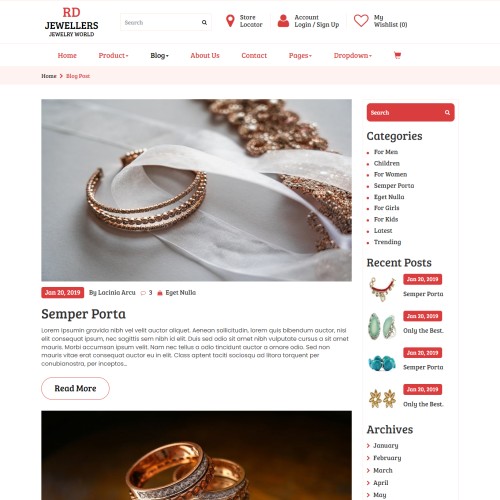 RD
JEWELLERS
JEWELRY WORLD
Search
Store
Locator
Account
Login / Sign Up
My
Wishlist (0)
Home
Product
Blog
About Us
Contact
Pages
Dropdown
Home
Blog Post
Jan 20, 2019
By Lacinia Arcu
3
Eget Nulla
Semper Porta
Lorem Ipsumin gravida nibh vel velit auctor aliquet. Aenean sollicitudin, lorem quis bibendum auctor, nisi
elit consequat ipsum, nec sagittis sem nibh id elit. Duis sed odio sit amet nibh vulputate cursus a sit amet
mauris. Morbi accumsan ipsum velit. Nam nec tellus a odio tincidunt auctor a ornare odio. Sed non
mauris vitae erat consequat auctor eu in elit. Class aptent taciti sociosqu ad litora torquent per
conubianostra, per inceptos...
Read More
Search
Categories
For Men
Children
For Women
Semper Porta
Eget Nulla
For Girls
For Kids
Latest
Trending
Recent Posts
Jan 20, 2019
Semper Porta
Jan 20, 2019
Only the Best.
Jan 20, 2019
Semper Porta
Jan 20, 2019
Only the Best.
Archives
January
February
March
April
May